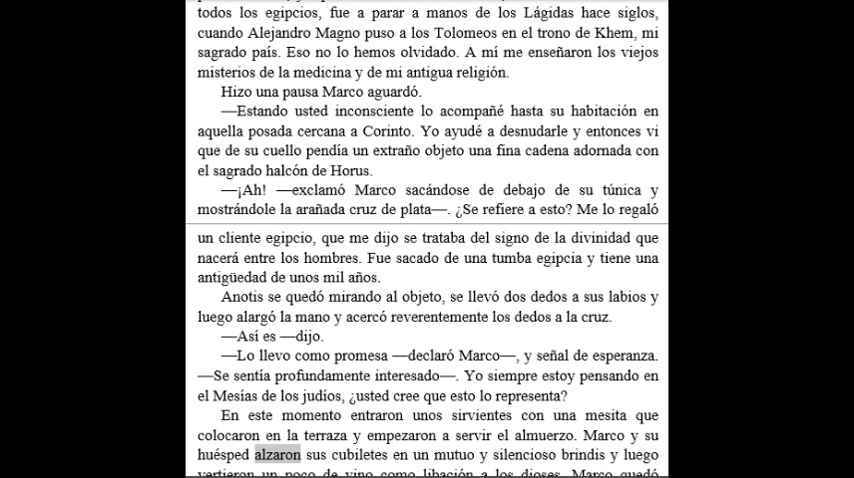 todos los egipcios, fue a parar a manos de los Lágidas hace siglos,
cuando Alejandro Magno puso a los Tolomeos en el trono de Khem, mi
sagrado país. Eso no lo hemos olvidado. A mí me enseñaron los viejos
misterios de la medicina y de mi antigua religión.
Hizo una pausa Marco aguardó.
—Estando usted inconsciente lo acompañé hasta su habitación en
aquella posada cercana a Corinto. Yo ayudé a desnudarle y entonces vi
que de su cuello pendía un extraño objeto una fina cadena adornada con
el sagrado halcón de Horus.
—¡Ah! —exclamó Marco sacándose de debajo de su túnica y
mostrándole la arañada cruz de plata—. ¿Se refiere a esto? Me lo regaló
un cliente egipcio, que me dijo se trataba del signo de la divinidad que
nacerá entre los hombres. Fue sacado de una tumba egipcia y tiene una
antigüedad de unos mil años.
Anotis se quedó mirando al objeto, se llevó dos dedos a sus labios y
luego alargó la mano y acercó reverentemente los dedos a la cruz.
—Así es —dijo.
—Lo llevo como promesa —declaró Marco—, y señal de esperanza.
—Se sentía profundamente interesado—. Yo siempre estoy pensando en
el Mesías de los judíos, ¿usted cree que esto lo representa?
En este momento entraron unos sirvientes con una mesita que
colocaron en la terraza y empezaron a servir el almuerzo. Marco y su
huésped alzaron sus cubiletes en un mutuo y silencioso brindis y luego
vertieron un poco de vino como libación a los dioses. Marco quedó